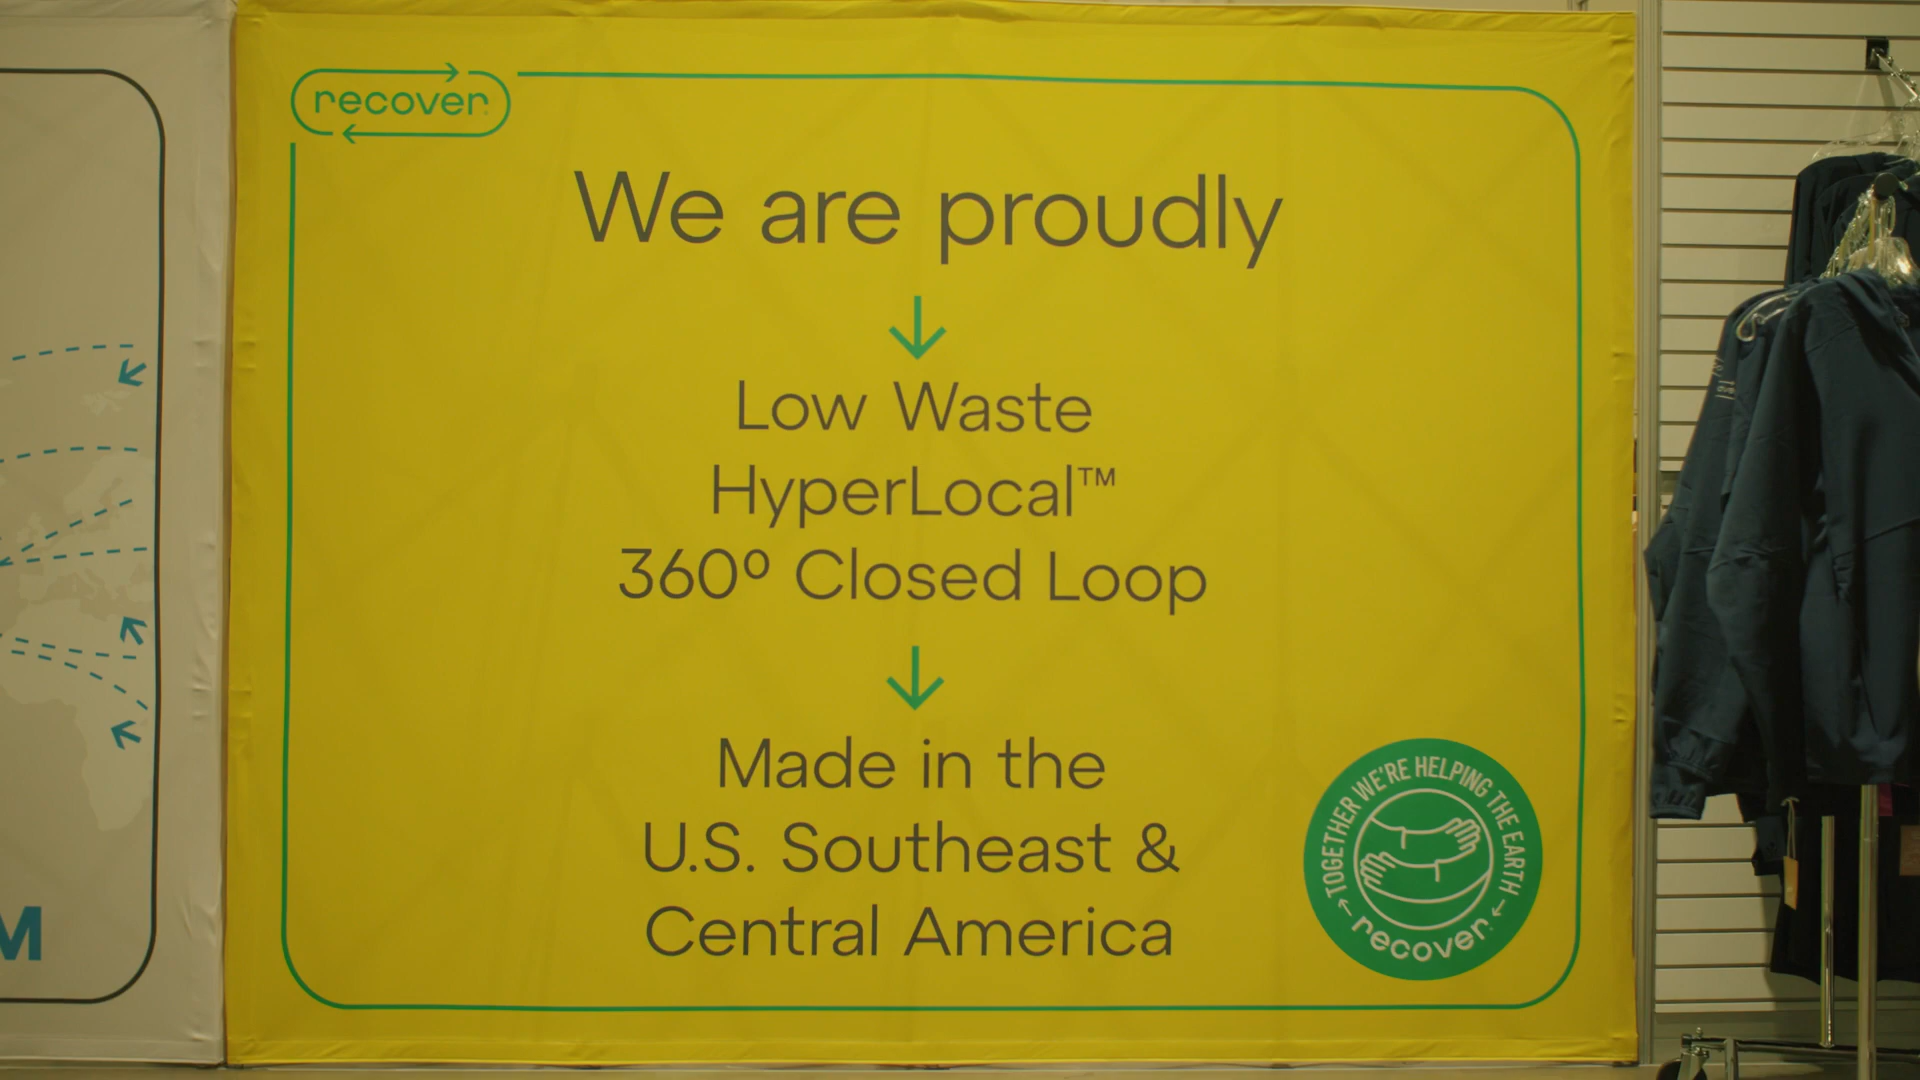 recover
We are proudly
Low Waste
HyperLocal™
360º Closed Loop
Made in the
U.S. Southeast &
Central America
TOGETHER WE'RE HELPING THE EARTH
recover.
M